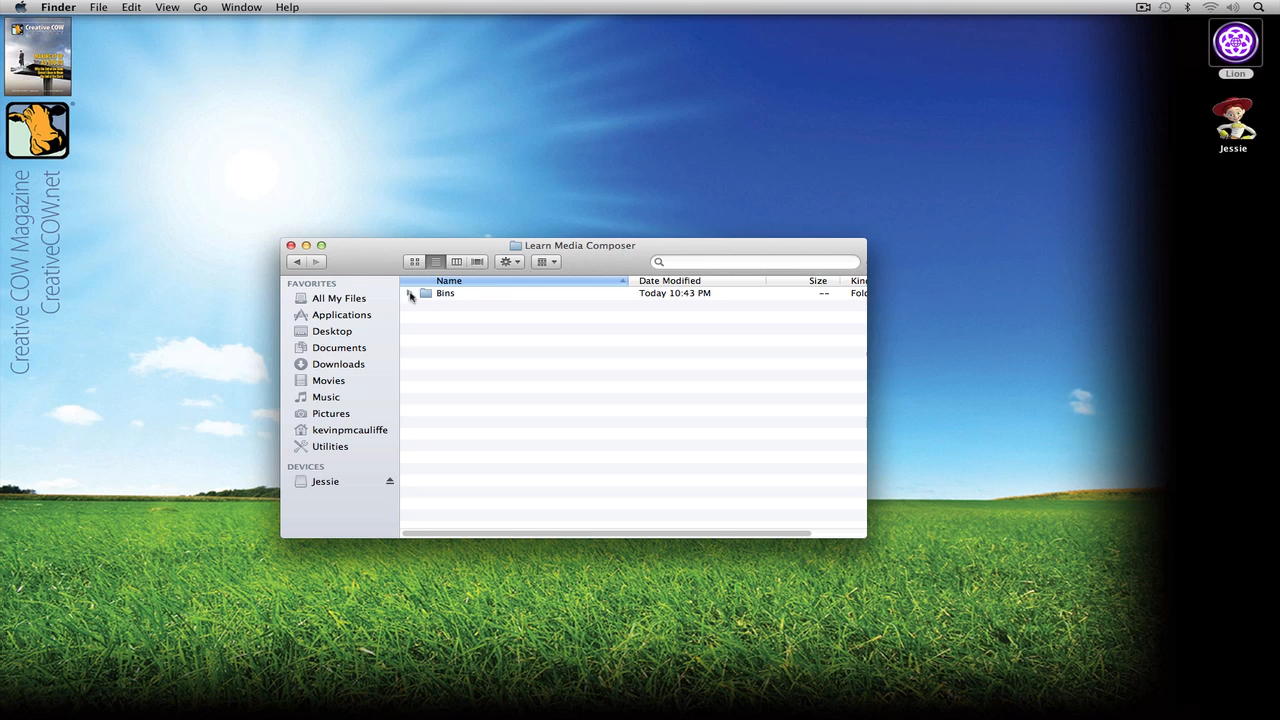 Finder File Edit View Go Window Help
Creative COW
Lion
Jessie
Creative COW Magazine
CreativeCOW.net
Learn Media Composer
FAVORITES
All My Files
Applications
Desktop
Documents
Downloads
Movies
Music
Pictures
kevinpmcauliffe
Utilities
DEVICES
Jessie
Name Date Modified Size Kin
Bins Today 10:43 PM -- Fol